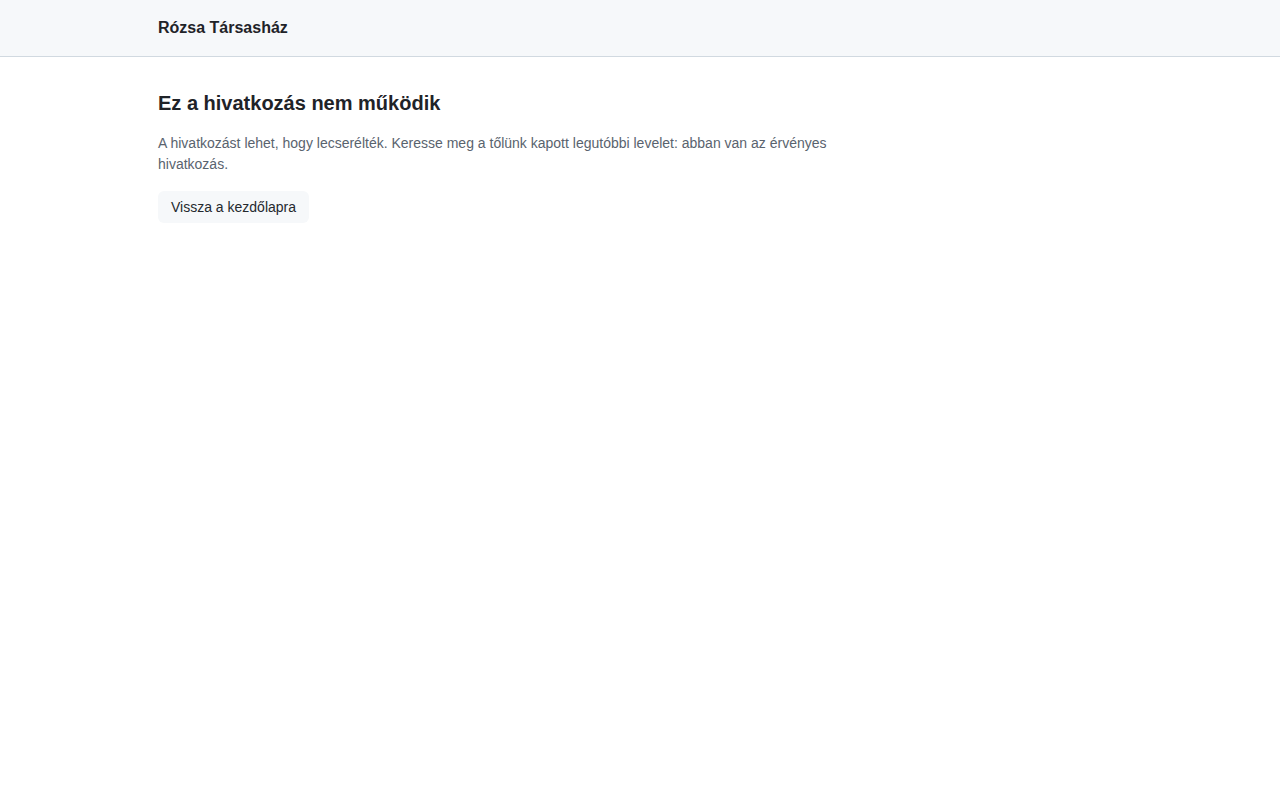 Rózsa Társasház
Ez a hivatkozás nem működik
A hivatkozást lehet, hogy lecserélték. Keresse meg a tőlünk kapott legutóbbi levelet: abban van az érvényes
hivatkozás.
Vissza a kezdőlapra